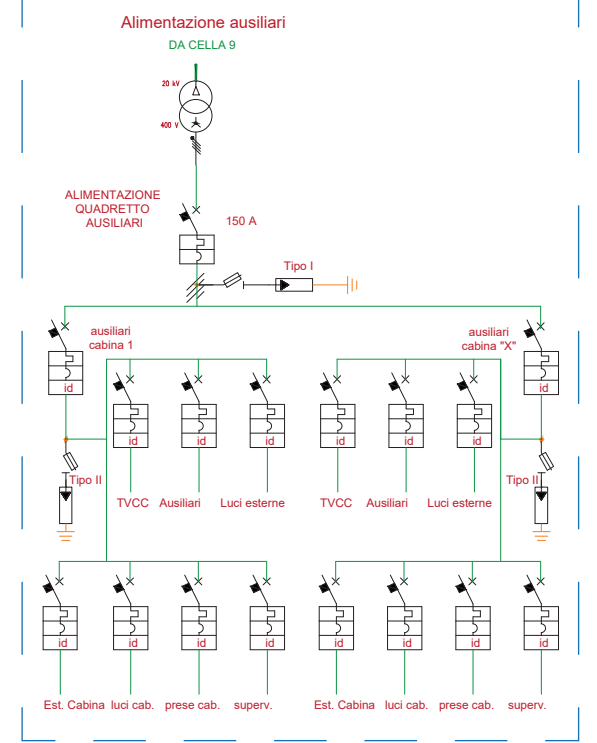 Alimentazione ausiliari
DA CELLA 9
20 kV
400 V
ALIMENTAZIONE
QUADRETTO
AUSILIARI
150 A
Tipo I
ausiliari
cabina 1
ausiliari
cabina "X"
id
id
id
id
id
id
id
id
Tipo II
Tipo II
TVCC
Ausiliari
Luci esterne
TVCC
Ausiliari
Luci esterne
id
id
id
id
id
id
id
id
Est. Cabina
luci cab.
prese cab.
superv.
Est. Cabina
luci cab.
prese cab.
superv.